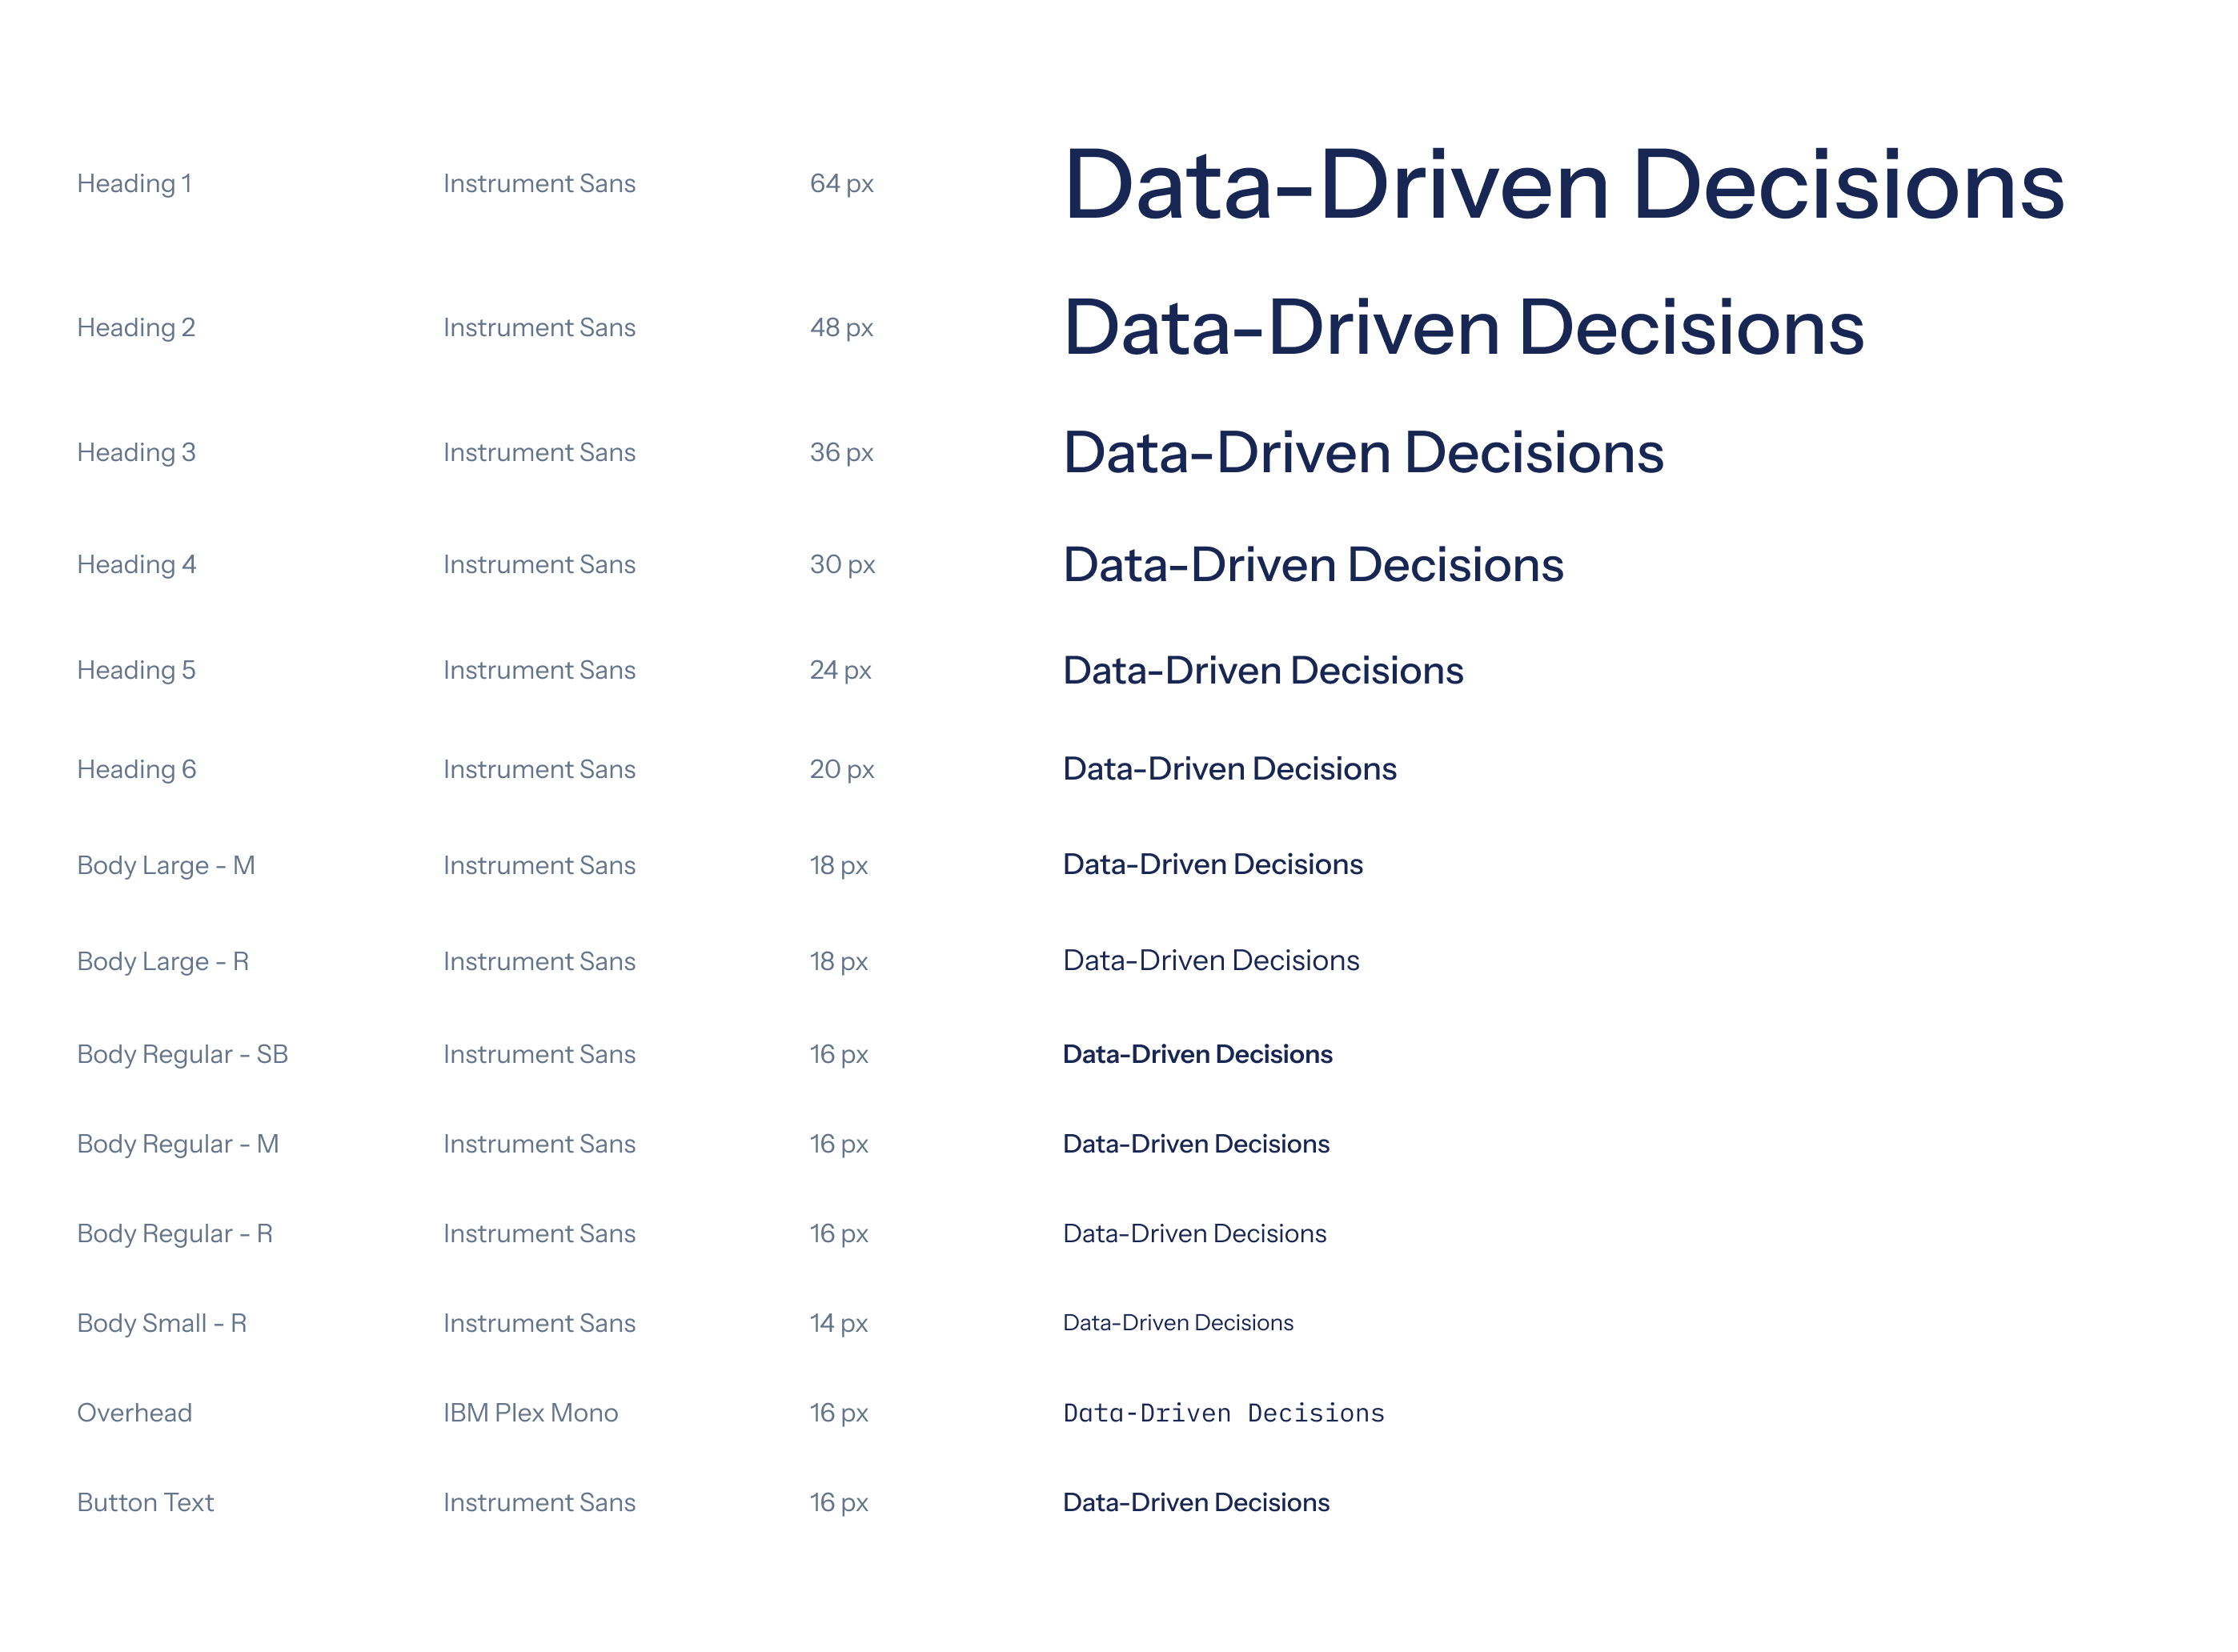 Heading 1 Instrument Sans 64 px Data-Driven Decisions
Heading 2 Instrument Sans 48 px Data-Driven Decisions
Heading 3 Instrument Sans 36 px Data-Driven Decisions
Heading 4 Instrument Sans 30 px Data-Driven Decisions
Heading 5 Instrument Sans 24 px Data-Driven Decisions
Heading 6 Instrument Sans 20 px Data-Driven Decisions
Body Large - M Instrument Sans 18 px Data-Driven Decisions
Body Large - R Instrument Sans 18 px Data-Driven Decisions
Body Regular - SB Instrument Sans 16 px Data-Driven Decisions
Body Regular - M Instrument Sans 16 px Data-Driven Decisions
Body Regular - R Instrument Sans 16 px Data-Driven Decisions
Body Small - R Instrument Sans 14 px Data-Driven Decisions
Overhead IBM Plex Mono 16 px Data-Driven Decisions
Button Text Instrument Sans 16 px Data-Driven Decisions